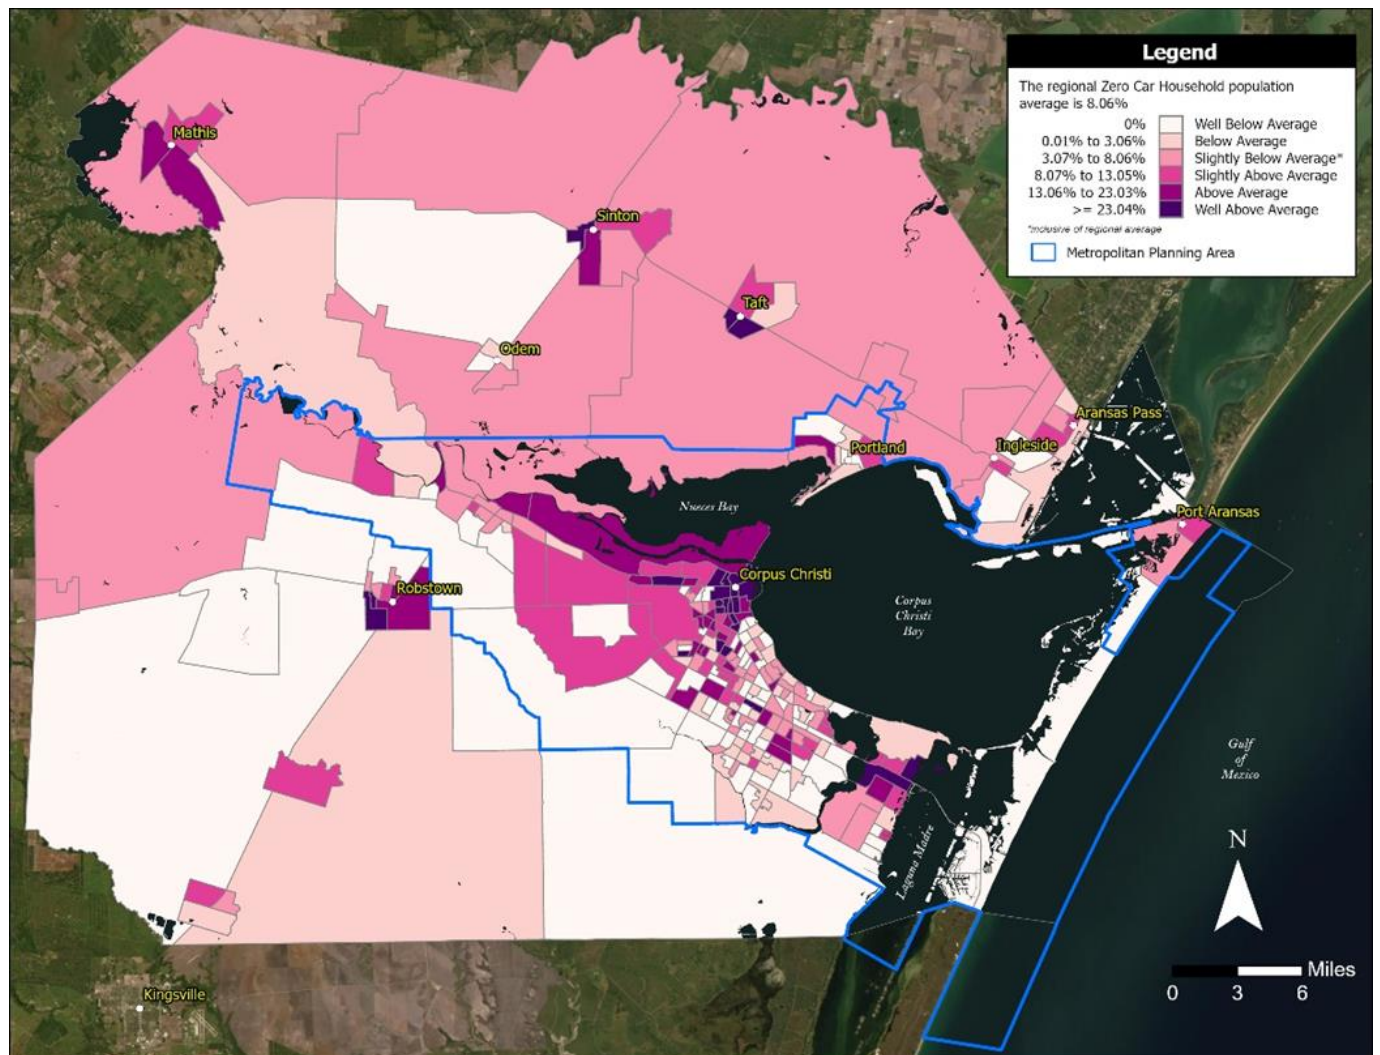 Legend
The regional Zero Car Household population
average is 8.06%
0% Well Below Average
0.01% to 3.06% Below Average
3.07% to 8.06% Slightly Below Average*
8.07% to 13.05% Slightly Above Average
13.06% to 23.03% Above Average
>= 23.04% Well Above Average
*inclusive of regional average
Metropolitan Planning Area
Mathis
Sinton
Taft
Odem
Aransas Pass
Ingleside
Portland
Nueces Bay
Port Aransas
Corpus Christi
Robstown
Corpus
Christi
Bay
Gulf
of
Mexico
Laguna Madre
N
Kingsville
Miles
0 3 6